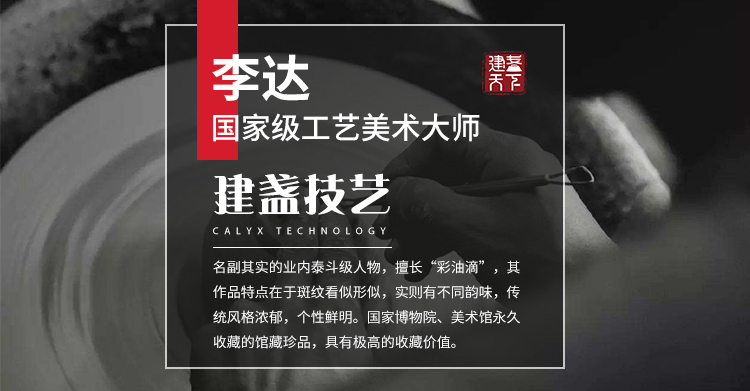 李达
建盏
天下
国家级工艺美术大师
建盏技艺
CALYX TECHNOLOGY
名副其实的业内泰斗级人物，擅长“彩油滴”，其
作品特点在于斑纹看似形似，实则有不同韵味，传
统风格浓郁，个性鲜明。国家博物院、美术馆永久
收藏的馆藏珍品，具有极高的收藏价值。